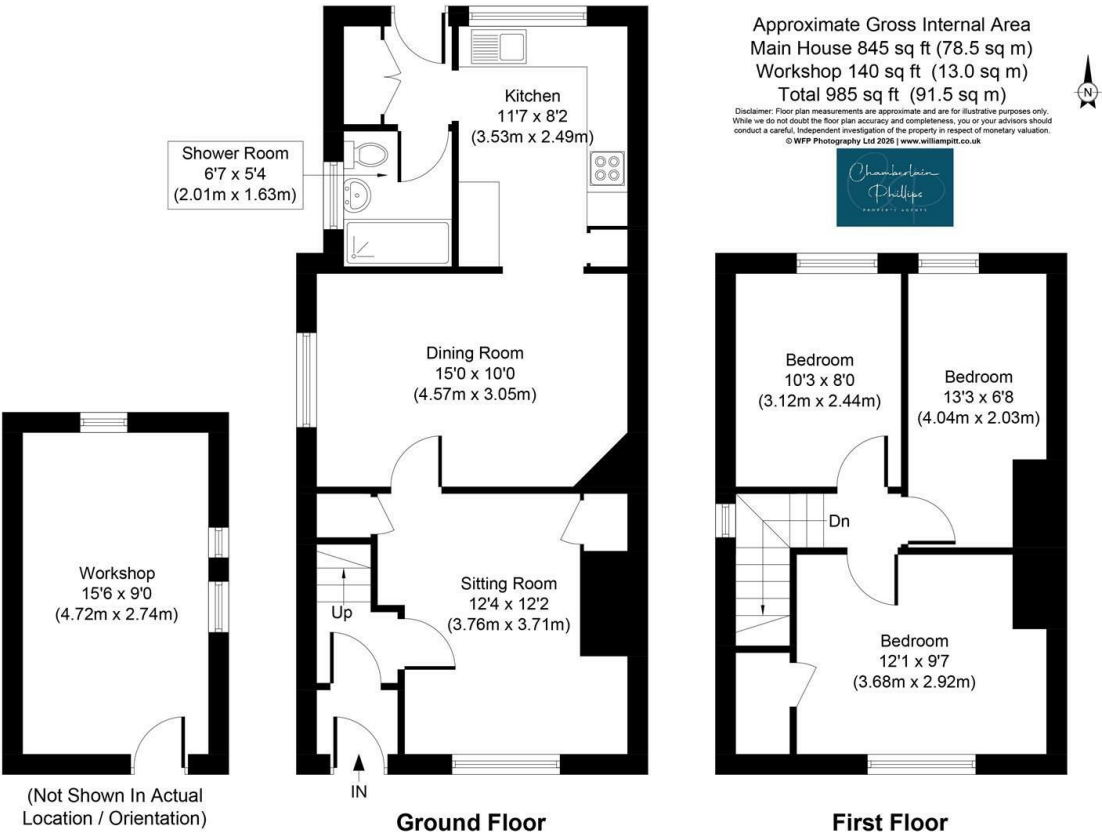 Approximate Gross Internal Area
Main House 845 sq ft (78.5 sq m)
Workshop 140 sq ft (13.0 sq m)
Total 985 sq ft (91.5 sq m)
Disclaimer: Floor plan measurements are approximate and are for illustrative purposes only.
While we do not doubt the floor plan accuracy and completeness, you or your advisors should
conduct a careful, Independent investigation of the property in respect of monetary valuation.
© WFP Photography Ltd 2026 | www.williampitt.co.uk
N
Chamberlain
Phillips
PROPERTY AGENTS
Kitchen
11'7 x 8'2
(3.53m x 2.49m)
Shower Room
6'7 x 5'4
(2.01m x 1.63m)
Dining Room
15'0 x 10'0
(4.57m x 3.05m)
Bedroom
10'3 x 8'0
(3.12m x 2.44m)
Bedroom
13'3 x 6'8
(4.04m x 2.03m)
Dn
Workshop
15'6 x 9'0
(4.72m x 2.74m)
Up
Sitting Room
12'4 x 12'2
(3.76m x 3.71m)
Bedroom
12'1 x 9'7
(3.68m x 2.92m)
IN
(Not Shown In Actual
Location / Orientation)
Ground Floor
First Floor